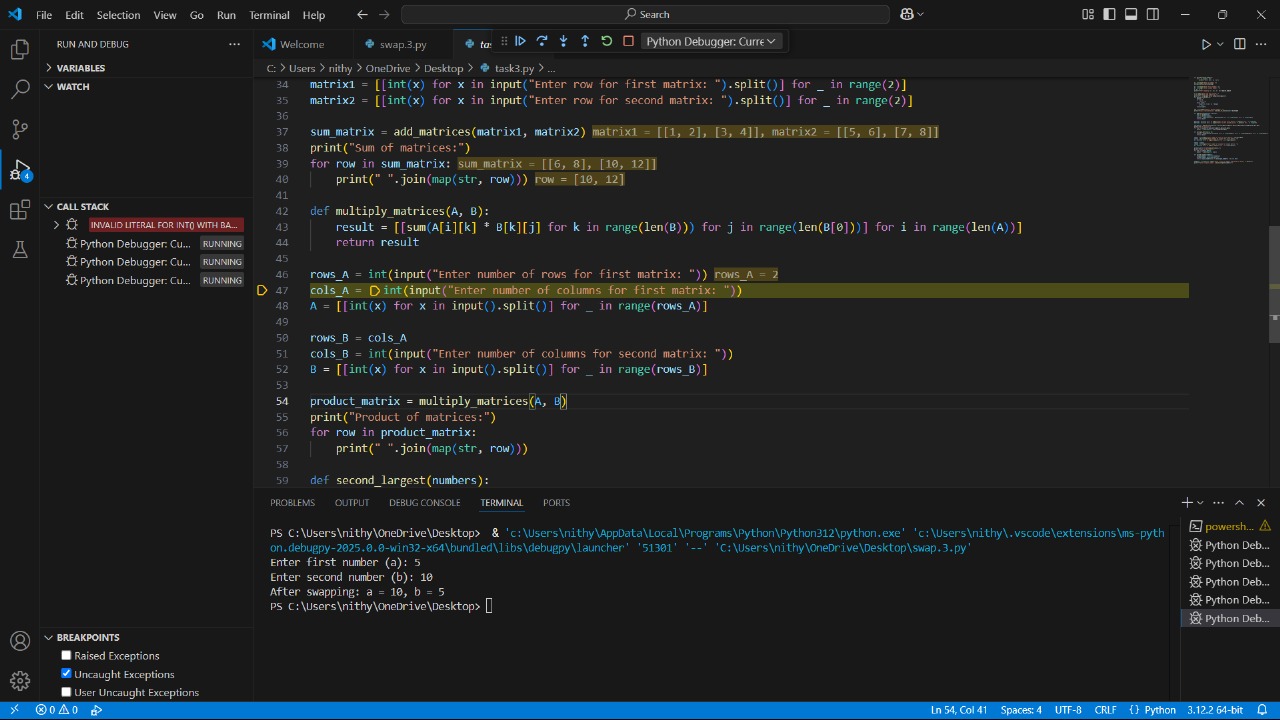 File Edit Selection View Go Run Terminal Help Search
RUN AND DEBUG ... Welcome swap.3.py Python Debugger: Curre
C: > Users > nithy > OneDrive > Desktop > task3.py > ...
VARIABLES
WATCH
CALL STACK
INVALID LITERAL FOR INT() WITH BA...
Python Debugger: Cu... RUNNING
Python Debugger: Cu... RUNNING
Python Debugger: Cu... RUNNING
4
BREAKPOINTS
Raised Exceptions
Uncaught Exceptions
User Uncaught Exceptions
34 matrix1 = [[int(x) for x in input("Enter row for first matrix: ").split()] for _ in range(2)]
35 matrix2 = [[int(x) for x in input("Enter row for second matrix: ").split()] for _ in range(2)]
36
37 sum_matrix = add_matrices(matrix1, matrix2) matrix1 = [[1, 2], [3, 4]], matrix2 = [[5, 6], [7, 8]]
38 print("Sum of matrices:")
39 for row in sum_matrix: sum_matrix = [[6, 8], [10, 12]]
40 print(" ".join(map(str, row))) row = [10, 12]
41
42 def multiply_matrices(A, B):
43 result = [[sum(A[i][k] * B[k][j] for k in range(len(B))) for j in range(len(B[0]))] for i in range(len(A))]
44 return result
45
46 rows_A = int(input("Enter number of rows for first matrix: ")) rows_A = 2
47 cols_A = int(input("Enter number of columns for first matrix: "))
48 A = [[int(x) for x in input().split()] for _ in range(rows_A)]
49
50 rows_B = cols_A
51 cols_B = int(input("Enter number of columns for second matrix: "))
52 B = [[int(x) for x in input().split()] for _ in range(rows_B)]
53
54 product_matrix = multiply_matrices(A, B)
55 print("Product of matrices:")
56 for row in product_matrix:
57 print(" ".join(map(str, row)))
58
59 def second_largest(numbers):
PROBLEMS OUTPUT DEBUG CONSOLE TERMINAL PORTS
PS C:\Users\nithy\OneDrive\Desktop> & 'c:\Users\nithy\AppData\Local\Programs\Python\Python312\python.exe' 'c:\Users\nithy\.vscode\extensions\ms-pyth
on.debugpy-2025.0.0-win32-x64\bundled\libs\debugpy\launcher' '51301' '--' 'C:\Users\nithy\OneDrive\Desktop\swap.3.py'
Enter first number (a): 5
Enter second number (b): 10
After swapping: a = 10, b = 5
PS C:\Users\nithy\OneDrive\Desktop>
powersh...
Python Deb...
Python Deb...
Python Deb...
Python Deb...
Python Deb...
0 0 Ln 54, Col 41 Spaces: 4 UTF-8 CRLF {} Python 3.12.2 64-bit